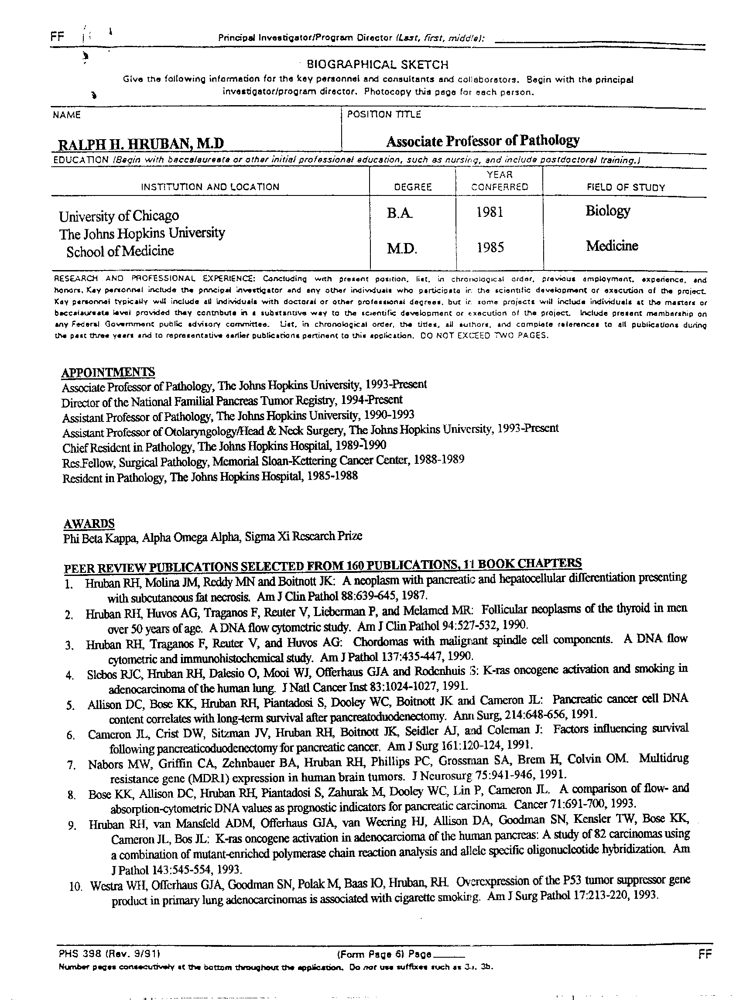 FF
Principal Investigator/Program Director (Last, first, middle):
BIOGRAPHICAL SKETCH
Give the following information for the key personnel and consultants and collaborators. Begin with the principal
investigator/program director. Photocopy this page for each person.
NAME
POSITION TITLE
RALPH H. HRUBAN, M.D
Associate Professor of Pathology
EDUCATION (Begin with baccalaureate or other initial professional education, such as nursing, and include postdoctoral training.)
INSTITUTION AND LOCATION
DEGREE
YEAR
CONFERRED
FIELD OF STUDY
University of Chicago
B.A.
1981
Biology
The Johns Hopkins University
School of Medicine
M.D.
1985
Medicine
RESEARCH AND PROFESSIONAL EXPERIENCE: Concluding with present position, list, in chronological order, previous employment, experience, and
honors. Key personnel include the principal investigator and any other individuals who participate in the scientific development or execution of the project.
Key personnel typically will include all individuals with doctoral or other professional degrees, but in some projects will include individuals at the masters or
baccalaureate level provided they contribute in a substantive way to the scientific development or execution of the project. Include present membership on
any Federal Government public advisory committee. List, in chronological order, the titles, all authors, and complete references to all publications during
the past three years and to representative earlier publications pertinent to this application. DO NOT EXCEED TWO PAGES.
APPOINTMENTS
Associate Professor of Pathology, The Johns Hopkins University, 1993-Present
Director of the National Familial Pancreas Tumor Registry, 1994-Present
Assistant Professor of Pathology, The Johns Hopkins University, 1990-1993
Assistant Professor of Otolaryngology/Head & Neck Surgery, The Johns Hopkins University, 1993-Present
Chief Resident in Pathology, The Johns Hopkins Hospital, 1989-1990
Res.Fellow, Surgical Pathology, Memorial Sloan-Kettering Cancer Center, 1988-1989
Resident in Pathology, The Johns Hopkins Hospital, 1985-1988
AWARDS
Phi Beta Kappa, Alpha Omega Alpha, Sigma Xi Research Prize
PEER REVIEW PUBLICATIONS SELECTED FROM 160 PUBLICATIONS, 11 BOOK CHAPTERS
1. Hruban RH, Molina JM, Reddy MN and Boitnott JK: A neoplasm with pancreatic and hepatocellular differentiation presenting
with subcutaneous fat necrosis. Am J Clin Pathol 88:639-645, 1987.
2. Hruban RH, Huvos AG, Traganos F, Reuter V, Lieberman P, and Melamed MR: Follicular neoplasms of the thyroid in men
over 50 years of age. A DNA flow cytometric study. Am J Clin Pathol 94:527-532, 1990.
3. Hruban RH, Traganos F, Reuter V, and Huvos AG: Chordomas with malignant spindle cell components. A DNA flow
cytometric and immunohistochemical study. Am J Pathol 137:435-447, 1990.
4. Slebos RJC, Hruban RH, Dalesio O, Mooi WJ, Offerhaus GJA and Rodenhuis S: K-ras oncogene activation and smoking in
adenocarcinoma of the human lung. J Natl Cancer Inst 83:1024-1027, 1991.
5. Allison DC, Bose KK, Hruban RH, Piantadosi S, Dooley WC, Boitnott JK and Cameron JL: Pancreatic cancer cell DNA
content correlates with long-term survival after pancreatoduodenectomy. Ann Surg, 214:648-656, 1991.
6. Cameron JL, Crist DW, Sitzman JV, Hruban RH, Boitnott JK, Seidler AJ, and Coleman J: Factors influencing survival
following pancreaticoduodenectomy for pancreatic cancer. Am J Surg 161:120-124, 1991.
7. Nabors MW, Griffin CA, Zehnbauer BA, Hruban RH, Phillips PC, Grossman SA, Brem H, Colvin OM. Multidrug
resistance gene (MDR1) expression in human brain tumors. J Neurosurg 75:941-946, 1991.
8. Bose KK, Allison DC, Hruban RH, Piantadosi S, Zahurak M, Dooley WC, Lin P, Cameron JL. A comparison of flow- and
absorption-cytometric DNA values as prognostic indicators for pancreatic carcinoma. Cancer 71:691-700, 1993.
9. Hruban RH, van Mansfeld ADM, Offerhaus GJA, van Weering HJ, Allison DA, Goodman SN, Kensler TW, Bose KK,
Cameron JL, Bos JL: K-ras oncogene activation in adenocarcioma of the human pancreas: A study of 82 carcinomas using
a combination of mutant-enriched polymerase chain reaction analysis and allele specific oligonucleotide hybridization. Am
J Pathol 143:545-554, 1993.
10. Westra WH, Offerhaus GJA, Goodman SN, Polak M, Baas IO, Hruban, RH. Overexpression of the P53 tumor suppressor gene
product in primary lung adenocarcinomas is associated with cigarette smoking. Am J Surg Pathol 17:213-220, 1993.
PHS 398 (Rev. 9/91)
(Form Page 6) Page
FF
Number pages consecutively at the bottom throughout the application. Do not use suffixes such as 3a, 3b.